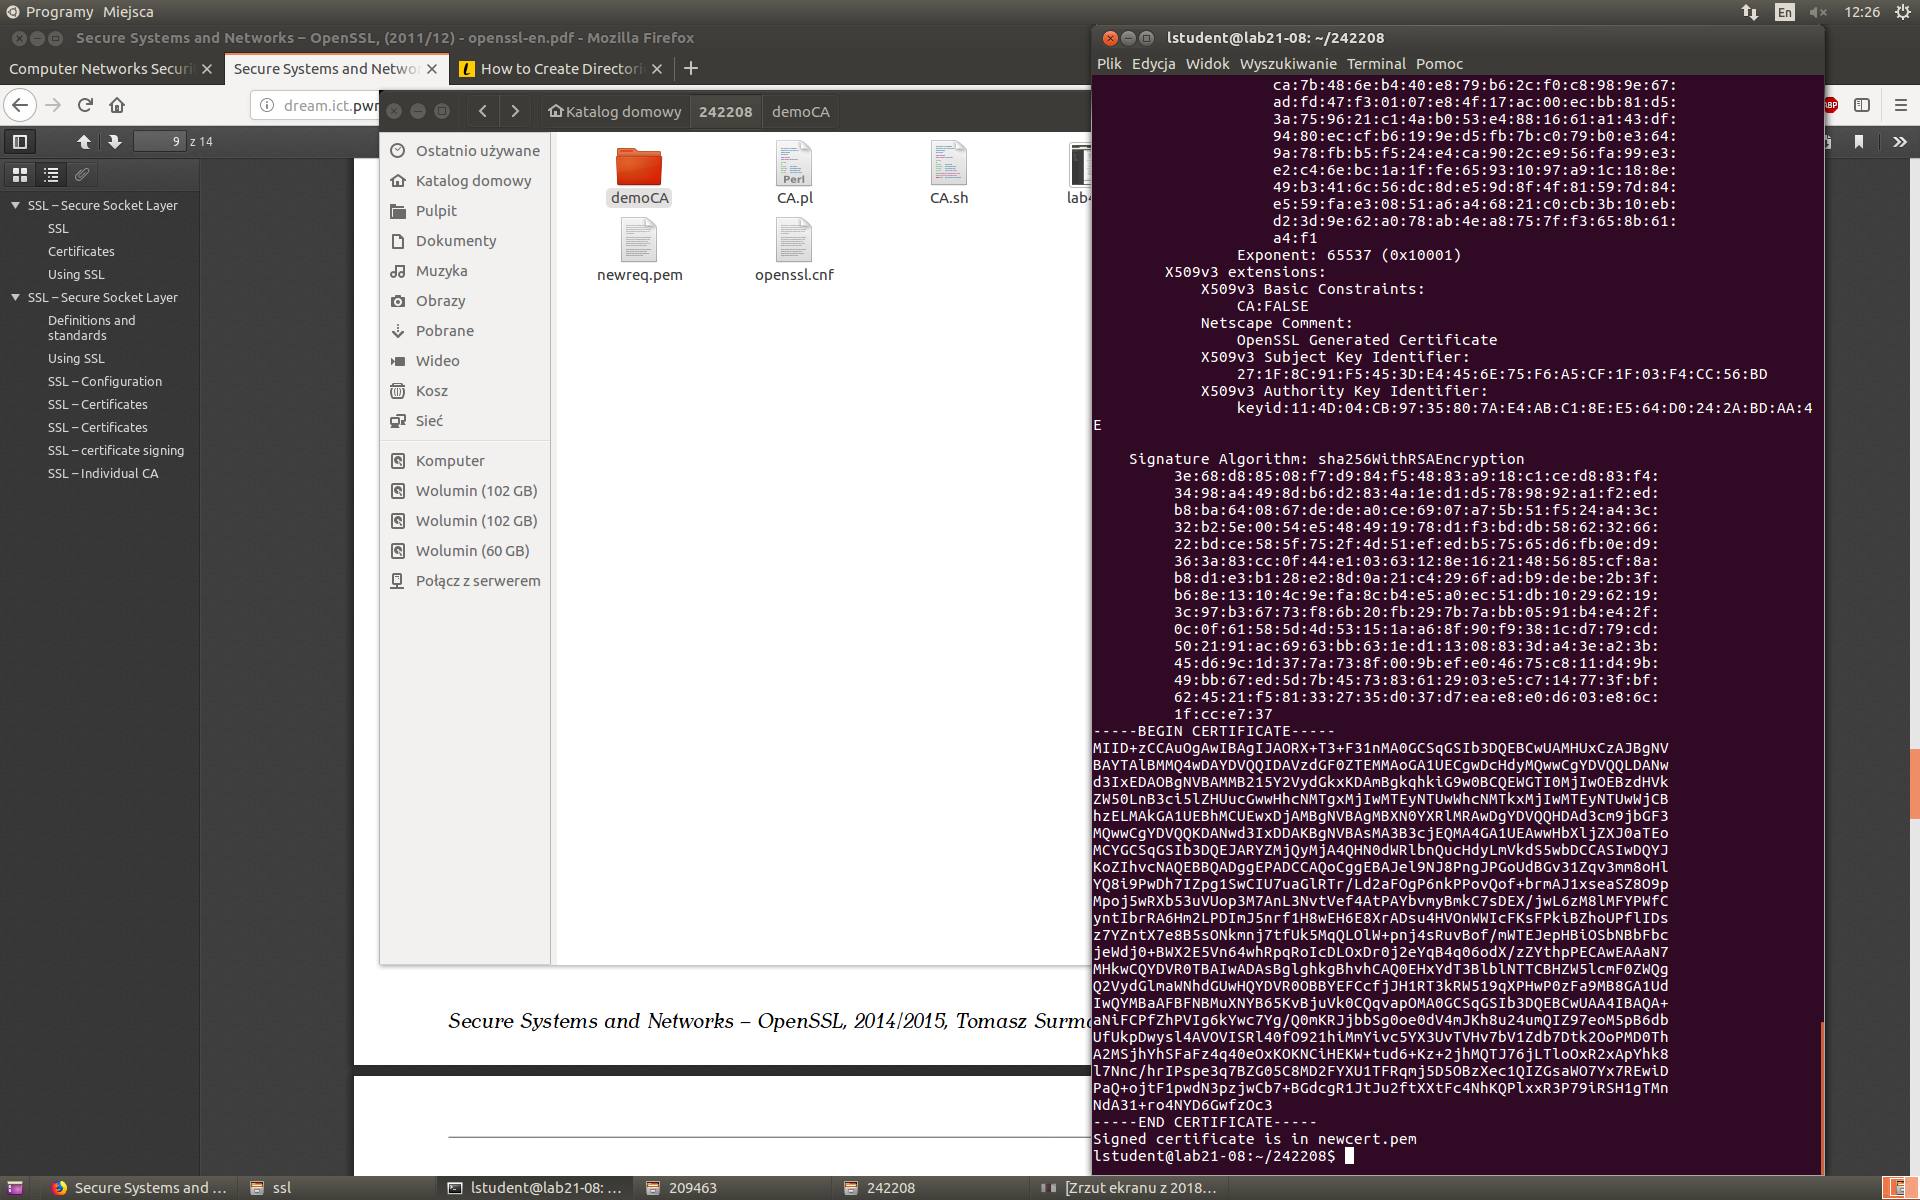 Programy Miejsca
En
12:26
Secure Systems and Networks – OpenSSL, (2011/12) - openssl-en.pdf - Mozilla Firefox
Computer Networks Securi
Secure Systems and Netwo
How to Create Directori
dream.ict.pwr
9 z 14
SSL – Secure Socket Layer
SSL
Certificates
Using SSL
SSL – Secure Socket Layer
Definitions and
standards
Using SSL
SSL – Configuration
SSL – Certificates
SSL – Certificates
SSL – certificate signing
SSL – Individual CA
Katalog domowy 242208 demoCA
Ostatnio używane
Katalog domowy
Pulpit
Dokumenty
Muzyka
Obrazy
Pobrane
Wideo
Kosz
Sieć
Komputer
Wolumin (102 GB)
Wolumin (102 GB)
Wolumin (60 GB)
Połącz z serwerem
Perl
demoCA CA.pl CA.sh lab4
newreq.pem openssl.cnf
Secure Systems and Networks – OpenSSL, 2014/2015, Tomasz Surma
lstudent@lab21-08: ~/242208
Plik Edycja Widok Wyszukiwanie Terminal Pomoc
ABP
ca:7b:48:6e:b4:40:e8:79:b6:2c:f0:c8:98:9e:67:
ad:fd:47:f3:01:07:e8:4f:17:ac:00:ec:bb:81:d5:
3a:75:96:21:c1:4a:b0:53:e4:88:16:61:a1:43:df:
94:80:ec:cf:b6:19:9e:d5:fb:7b:c0:79:b0:e3:64:
9a:78:fb:b5:f5:24:e4:ca:90:2c:e9:56:fa:99:e3:
e2:c4:6e:bc:1a:1f:fe:65:93:10:97:a9:1c:18:8e:
49:b3:41:6c:56:dc:8d:e5:9d:8f:4f:81:59:7d:84:
e5:59:fa:e3:08:51:a6:a4:68:21:c0:cb:3b:10:eb:
d2:3d:9e:62:a0:78:ab:4e:a8:75:7f:f3:65:8b:61:
a4:f1
Exponent: 65537 (0x10001)
X509v3 extensions:
X509v3 Basic Constraints:
CA:FALSE
Netscape Comment:
OpenSSL Generated Certificate
X509v3 Subject Key Identifier:
27:1F:8C:91:F5:45:3D:E4:45:6E:75:F6:A5:CF:1F:03:F4:CC:56:BD
X509v3 Authority Key Identifier:
keyid:11:4D:04:CB:97:35:80:7A:E4:AB:C1:8E:E5:64:D0:24:2A:BD:AA:4
E
Signature Algorithm: sha256WithRSAEncryption
3e:68:d8:85:08:f7:d9:84:f5:48:83:a9:18:c1:ce:d8:83:f4:
34:98:a4:49:8d:b6:d2:83:4a:1e:d1:d5:78:98:92:a1:f2:ed:
b8:ba:64:08:67:de:de:a0:ce:69:07:a7:5b:51:f5:24:a4:3c:
32:b2:5e:00:54:e5:48:49:19:78:d1:f3:bd:db:58:62:32:66:
22:bd:ce:58:5f:75:2f:4d:51:ef:ed:b5:75:65:d6:fb:0e:d9:
36:3a:83:cc:0f:44:e1:03:63:12:8e:16:21:48:56:85:cf:8a:
b8:d1:e3:b1:28:e2:8d:0a:21:c4:29:6f:ad:b9:de:be:2b:3f:
b6:8e:13:10:4c:9e:fa:8c:b4:e5:a0:ec:51:db:10:29:62:19:
3c:97:b3:67:73:f8:6b:20:fb:29:7b:7a:bb:05:91:b4:e4:2f:
0c:0f:61:58:5d:4d:53:15:1a:a6:8f:90:f9:38:1c:d7:79:cd:
50:21:91:ac:69:63:bb:63:1e:d1:13:08:83:3d:a4:3e:a2:3b:
45:d6:9c:1d:37:7a:73:8f:00:9b:ef:e0:46:75:c8:11:d4:9b:
49:bb:67:ed:5d:7b:45:73:83:61:29:03:e5:c7:14:77:3f:bf:
62:45:21:f5:81:33:27:35:d0:37:d7:ea:e8:e0:d6:03:e8:6c:
1f:cc:e7:37
-----BEGIN CERTIFICATE-----
MIID+zCCAuOgAwIBAgIJAORX+T3+F31nMA0GCSqGSIb3DQEBCwUAMHUxCzAJBgNV
BAYTAlBMMQ4wDAYDVQQIDAVzdGF0ZTEMMAoGA1UECgwDcHdyMQwwCgYDVQQLDANw
d3IxEDAOBgNVBAMMB215Y2VydGkxKDAmBgkqhkiG9w0BCQEWGTI0MjIwOEBzdHVk
ZW50LnB3ci5lZHUucGwwHhcNMTgxMjIwMTEyNTUwWhcNMTkxMjIwMTEyNTUwWjCB
hzELMAkGA1UEBhMCUEwxDjAMBgNVBAgMBXN0YXRlMRAwDgYDVQQHDAd3cm9jbGF3
MQwwCgYDVQQKDANwd3IxDDAKBgNVBAsMA3B3cjEQMA4GA1UEAwwHbXljZXJ0aTEo
MCYGCSqGSIb3DQEJARYZMjQyMjA4QHN0dWRlbnQucHdyLmVkdS5wbDCCASIwDQYJ
KoZIhvcNAQEBBQADggEPADCCAQoCggEBAJel9NJ8PngJPGoUdBGv31Zqv3mm8oHl
YQ8i9PwDh7IZpg1SwCIU7uaGlRTr/Ld2aFOgP6nkPPovQof+brmAJ1xseaSZ8O9p
Mpoj5wRXb53uVUop3M7AnL3NvtVef4AtPAYbvmyBmkC7sDEX/jwL6zM8lMFYPWfC
yntIbrRA6Hm2LPDImJ5nrf1H8wEH6E8XrADsu4HVOnWWIcFKsFPkiBZhoUPflIDs
z7YZntX7e8B5sONkmnj7tfUk5MqQLOlW+pnj4sRuvBof/mWTEJepHBiOSbNBbFbc
jeWdj0+BWX2E5Vn64whRpqRoIcDLOxDr0j2eYqB4q06odX/zZYthpPECAwEAAaN7
MHkwCQYDVR0TBAIwADAsBglghkgBhvhCAQ0EHxYdT3BlblNTTCBHZW5lcmF0ZWQg
Q2VydGlmaWNhdGUwHQYDVR0OBBYEFCcfjJH1RT3kRW519qXPHwP0zFa9MB8GA1Ud
IwQYMBaAFBFNBMuXNYB65KvBjuVk0CQqvapOMA0GCSqGSIb3DQEBCwUAA4IBAQA+
aNiFCPfZhPVIg6kYwc7Yg/Q0mKRJjbbSg0oe0dV4mJKh8u24umQIZ97eoM5pB6db
UfUkpDwysl4AVOVISRl40fO921hiMmYivc5YX3UvTVHv7bV1Zdb7Dtk2OoPMD0Th
A2MSjhYhSFaFz4q40eOxKOKNCiHEKW+tud6+Kz+2jhMQTJ76jLTloOxR2xApYhk8
l7Nnc/hrIPspe3q7BZG05C8MD2FYXU1TFRqmj5D5OBzXec1QIZGsaWO7Yx7REwiD
PaQ+ojtF1pwdN3pzjwCb7+BGdcgR1JtJu2ftXXtFc4NhKQPlxxR3P79iRSH1gTMn
NdA31+ro4NYD6GwfzOc3
-----END CERTIFICATE-----
Signed certificate is in newcert.pem
lstudent@lab21-08:~/242208$
Secure Systems and ... ssl lstudent@lab21-08: ... 209463 242208 [Zrzut ekranu z 2018...